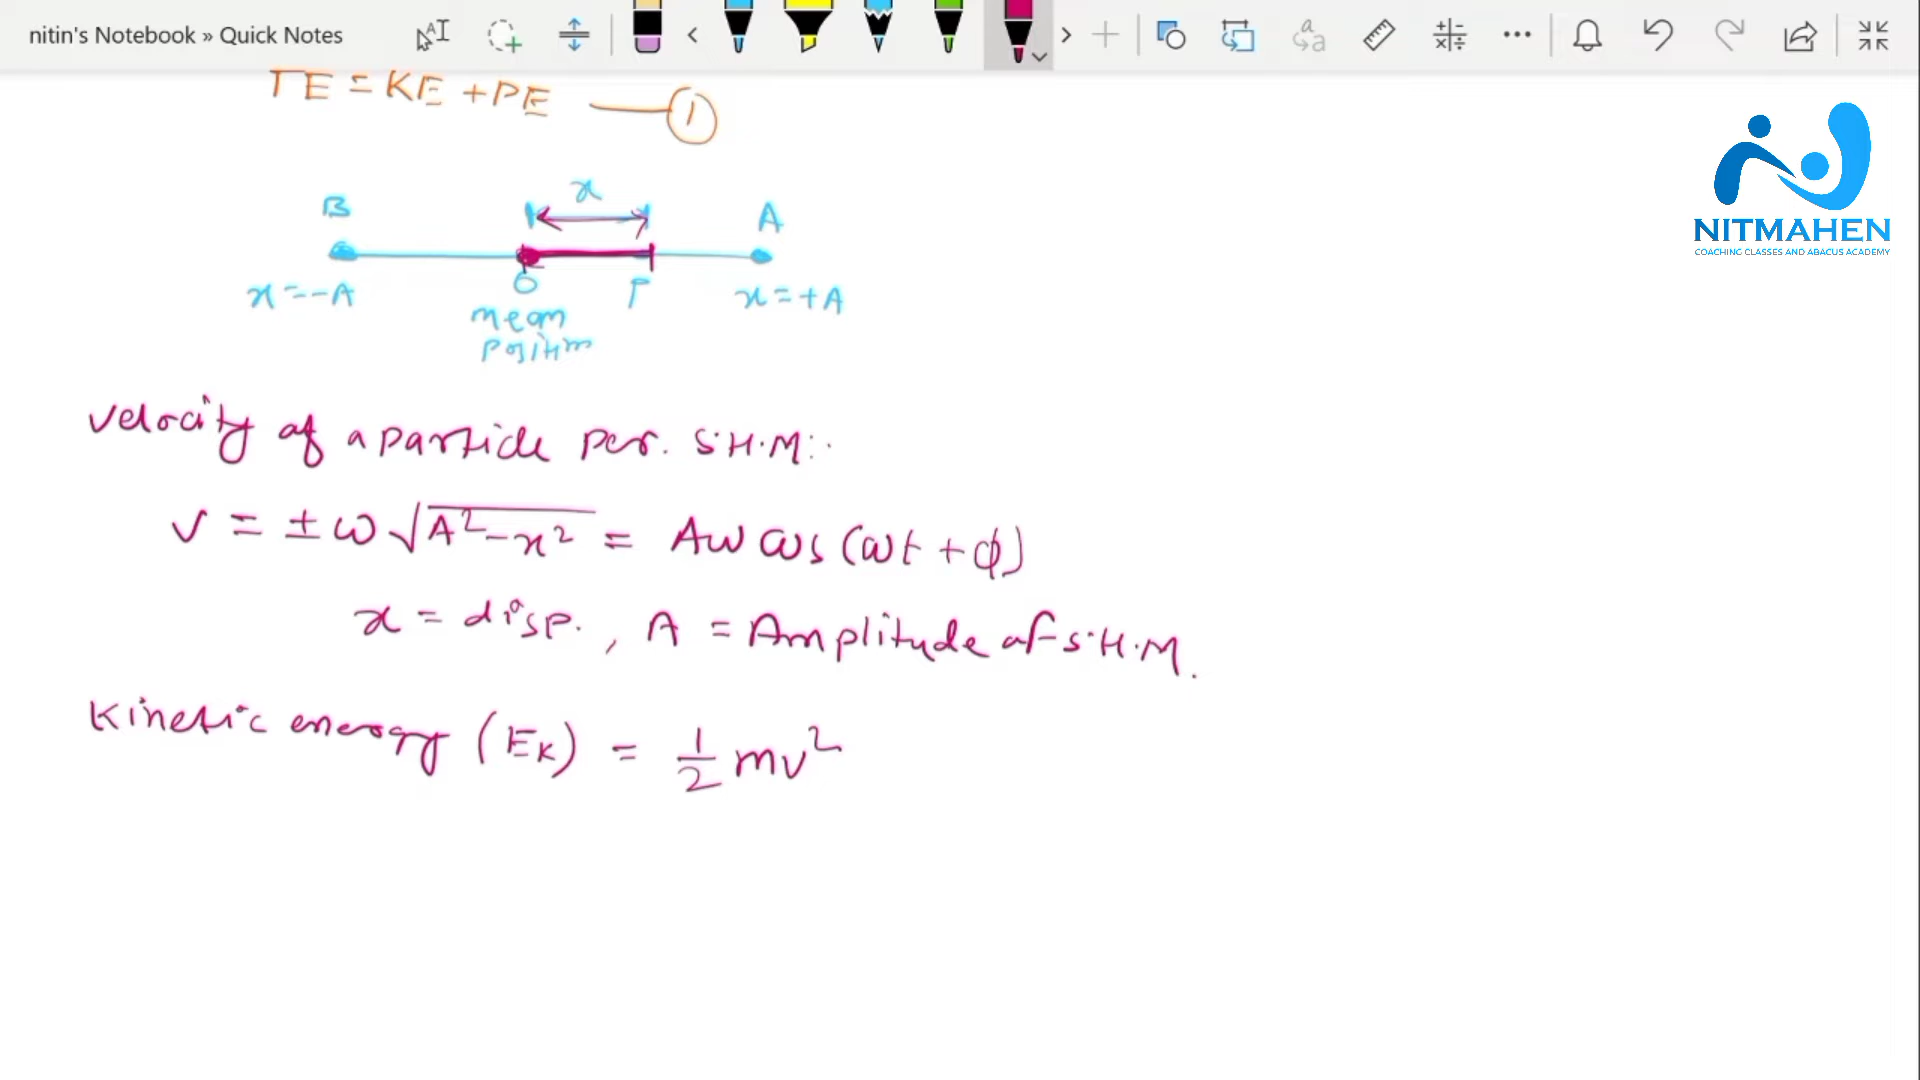 nitin's Notebook » Quick Notes
TE = KE + PE —— ①
x
B A
O P
x = -A x = +A
mean
position
velocity of a particle per. S.H.M:-
v = ± ω √A² - x² = Aω cos (ωt + ϕ)
x = disp. , A = Amplitude of S.H.M.
Kinetic energy (EK) = 1/2 mv²
NITMAHEN
COACHING CLASSES AND ABACUS ACADEMY